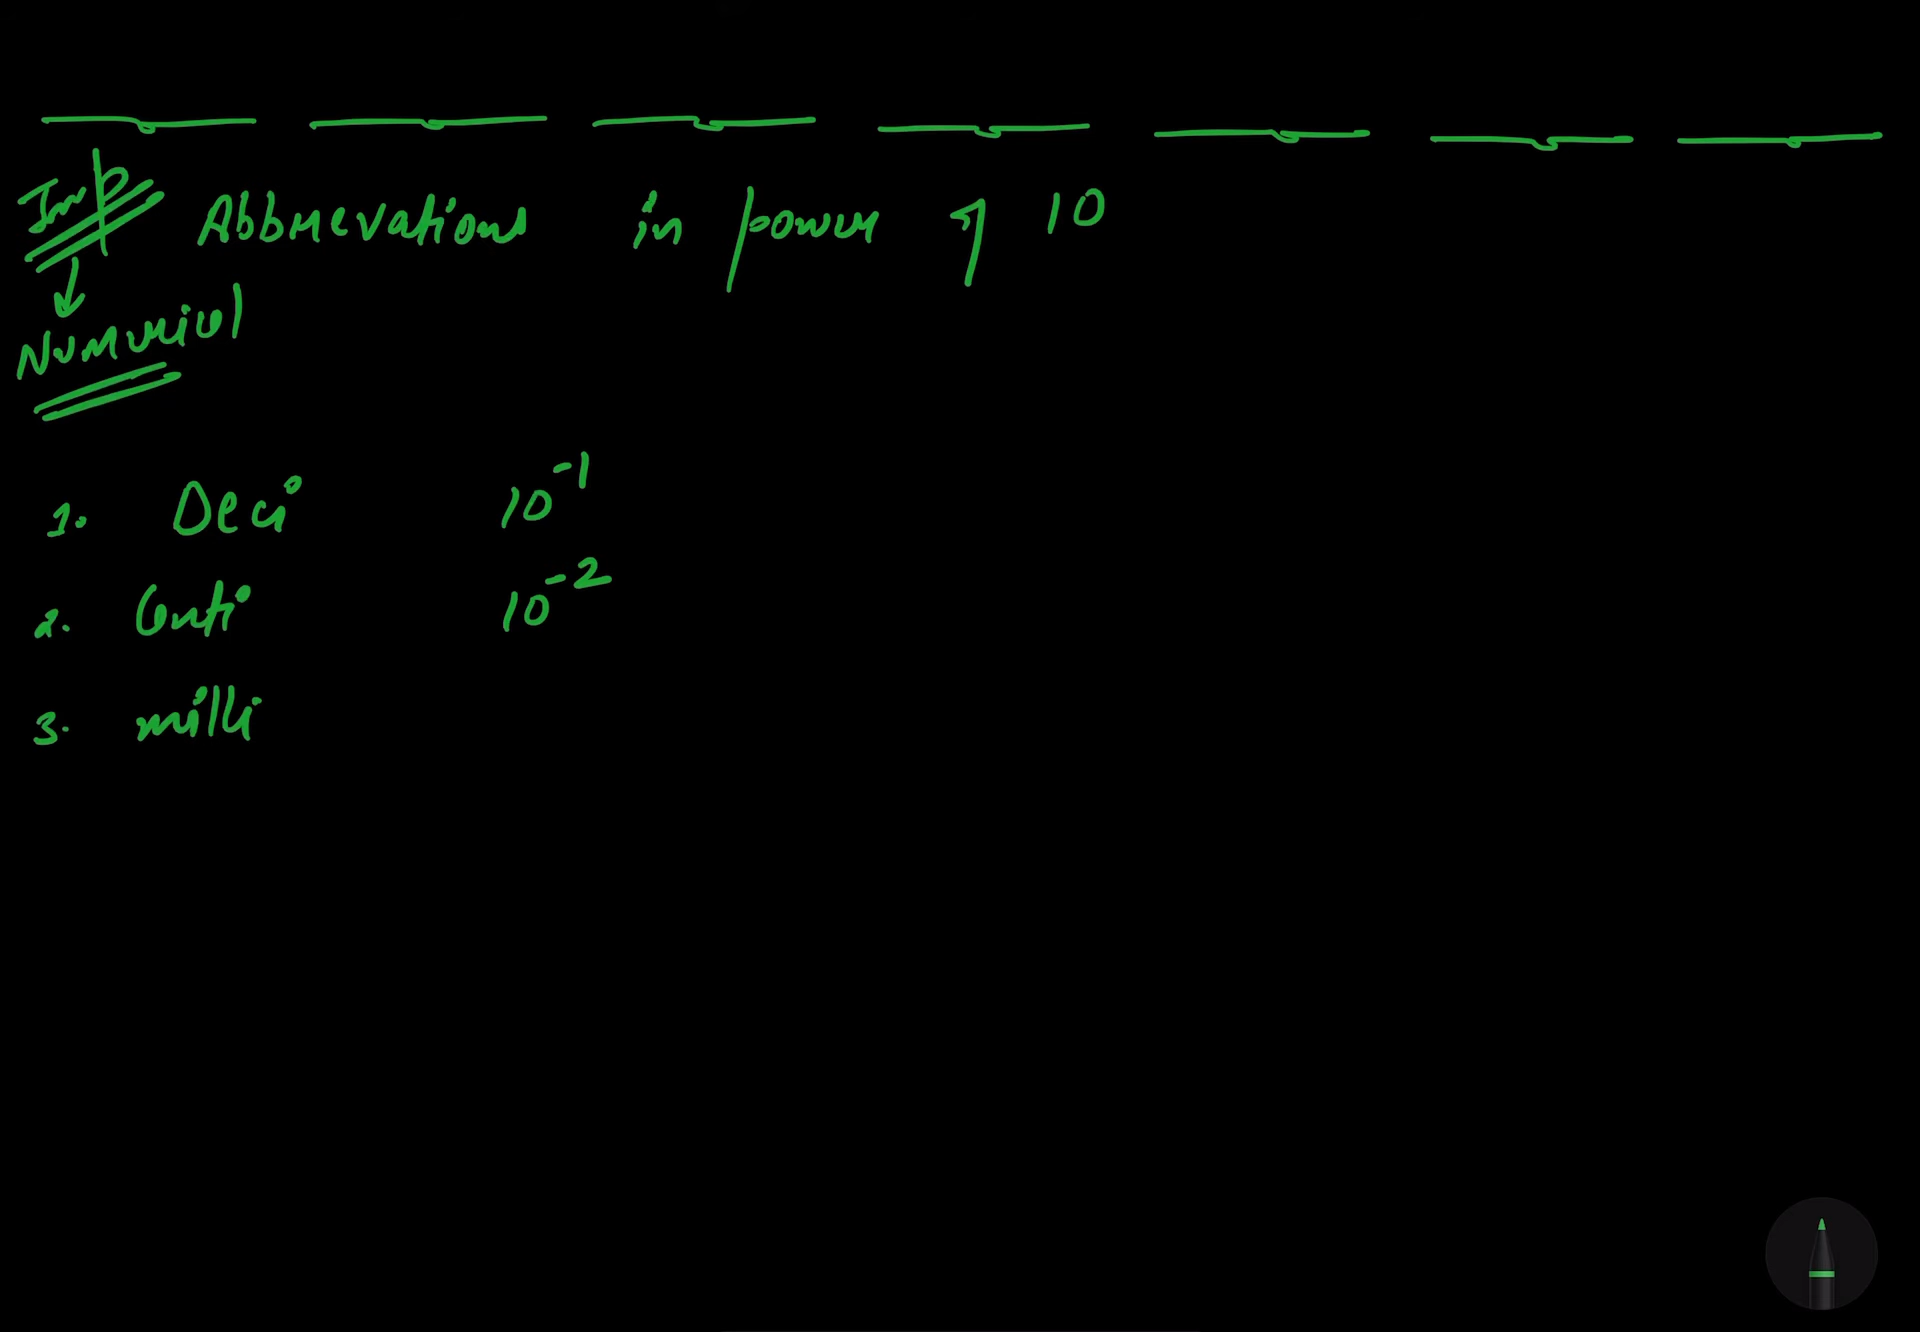 Imp Abbrevations in power of 10
Numerical
1. Deci 10^-1
2. Centi 10^-2
3. milli